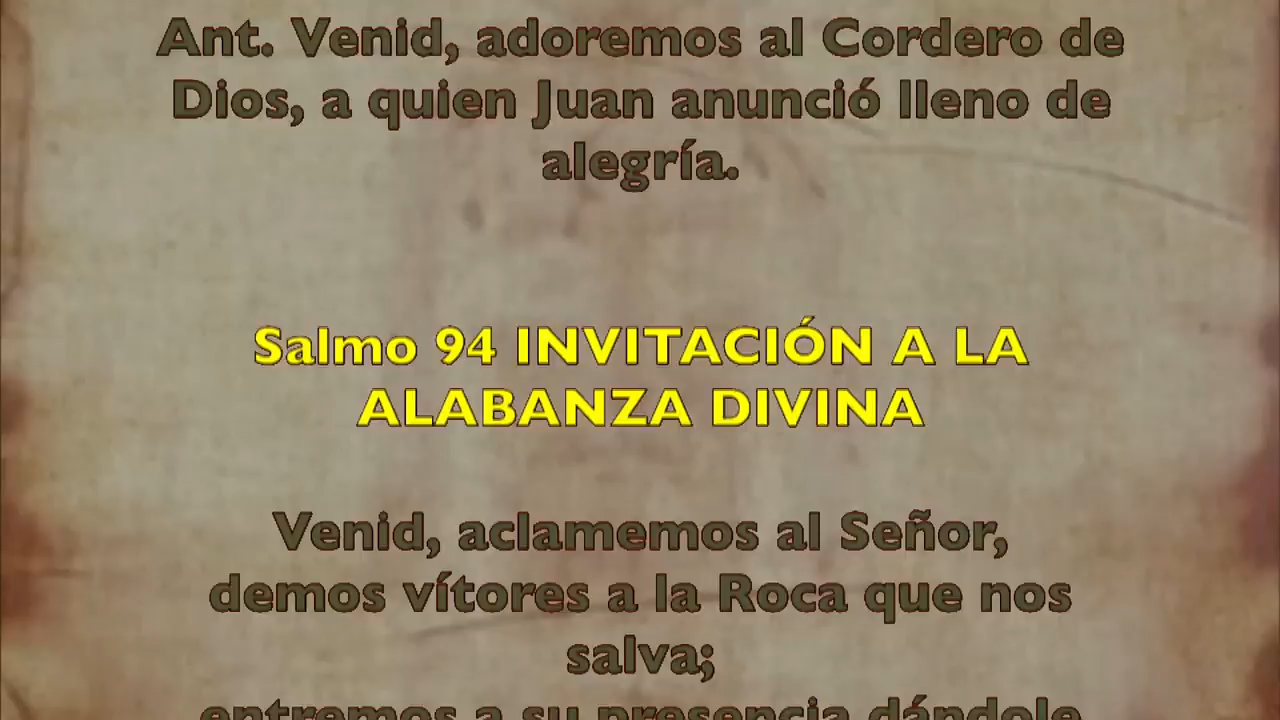 Ant. Venid, adoremos al Cordero de
Dios, a quien Juan anunció lleno de
alegría.
Salmo 94 INVITACIÓN A LA
ALABANZA DIVINA
Venid, aclamemos al Señor,
demos vítores a la Roca que nos
salva;
entremos a su presencia dándole